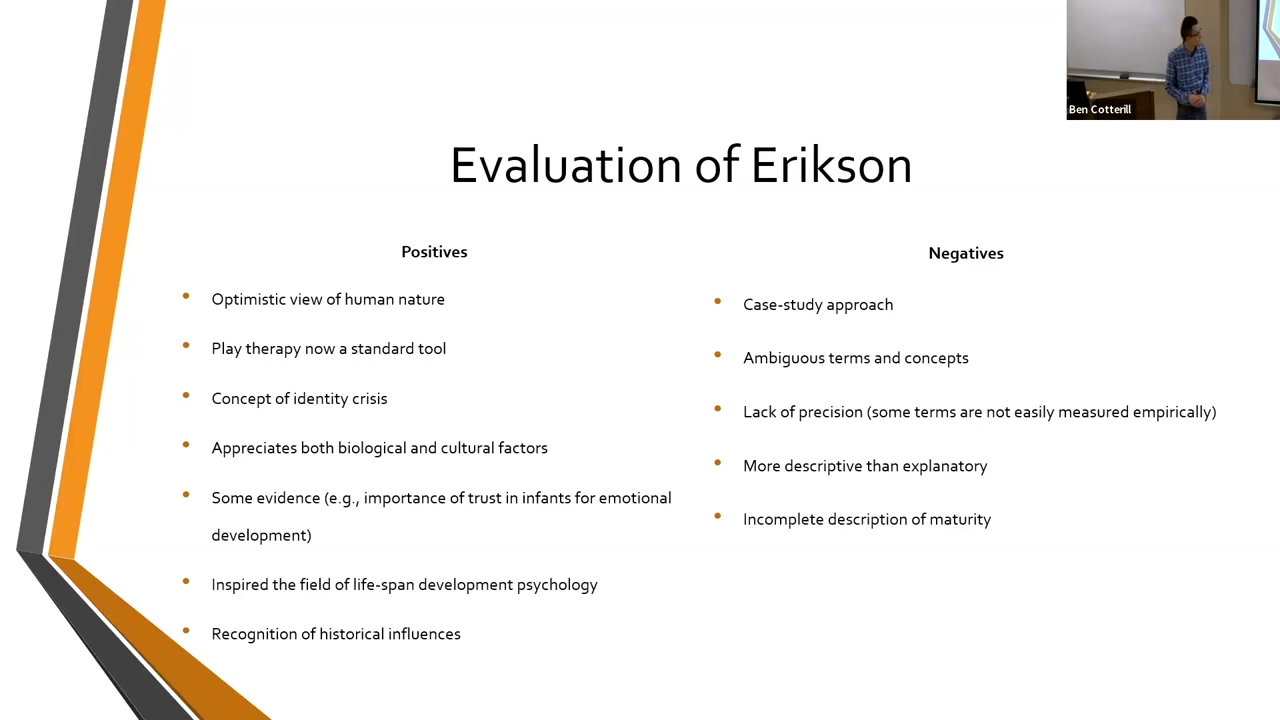 Ben Cotterill
Evaluation of Erikson
Positives
Optimistic view of human nature
Play therapy now a standard tool
Concept of identity crisis
Appreciates both biological and cultural factors
Some evidence (e.g., importance of trust in infants for emotional
development)
Inspired the field of life-span development psychology
Recognition of historical influences
Negatives
Case-study approach
Ambiguous terms and concepts
Lack of precision (some terms are not easily measured empirically)
More descriptive than explanatory
Incomplete description of maturity